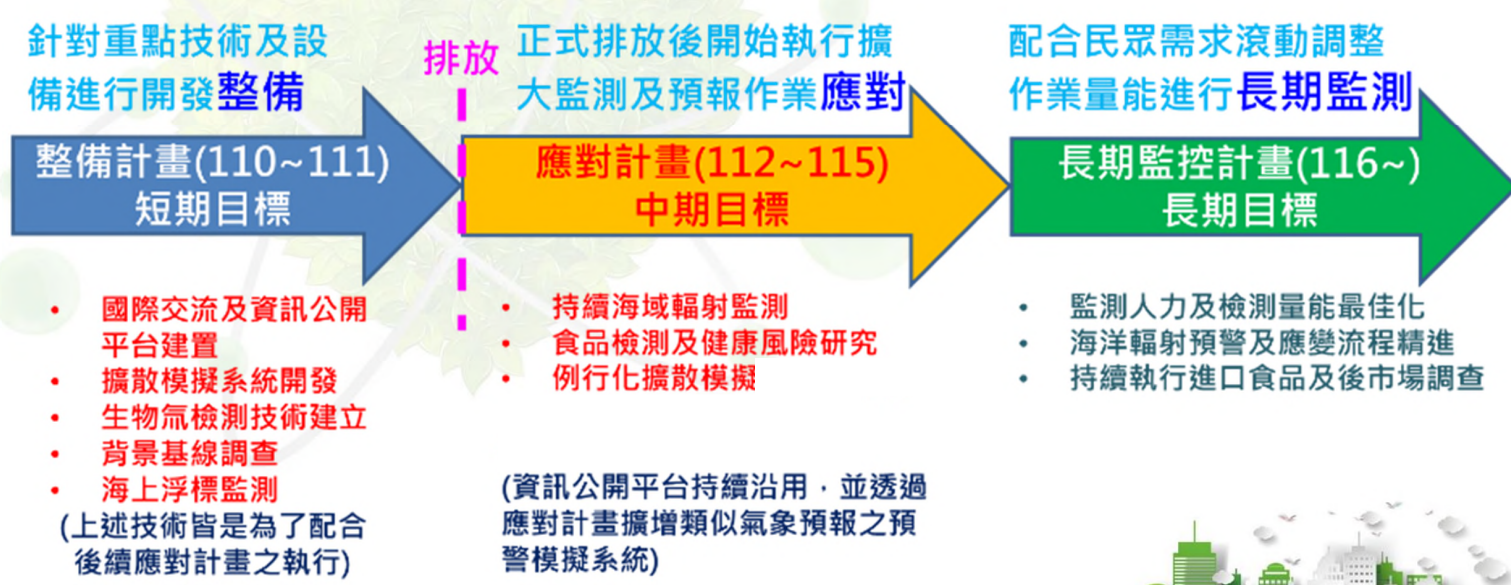 針對重點技術及設
備進行開發整備
排放
正式排放後開始執行擴
大監測及預報作業應對
配合民眾需求滾動調整
作業量能進行長期監測
整備計畫(110~111)
短期目標
應對計畫(112~115)
中期目標
長期監控計畫(116~)
長期目標
• 國際交流及資訊公開
平台建置
• 擴散模擬系統開發
• 生物氚檢測技術建立
• 背景基線調查
• 海上浮標監測
(上述技術皆是為了配合
後續應對計畫之執行)
• 持續海域輻射監測
• 食品檢測及健康風險研究
• 例行化擴散模擬
(資訊公開平台持續沿用，並透過
應對計畫擴增類似氣象預報之預
警模擬系統)
• 監測人力及檢測量能最佳化
• 海洋輻射預警及應變流程精進
• 持續執行進口食品及後市場調查